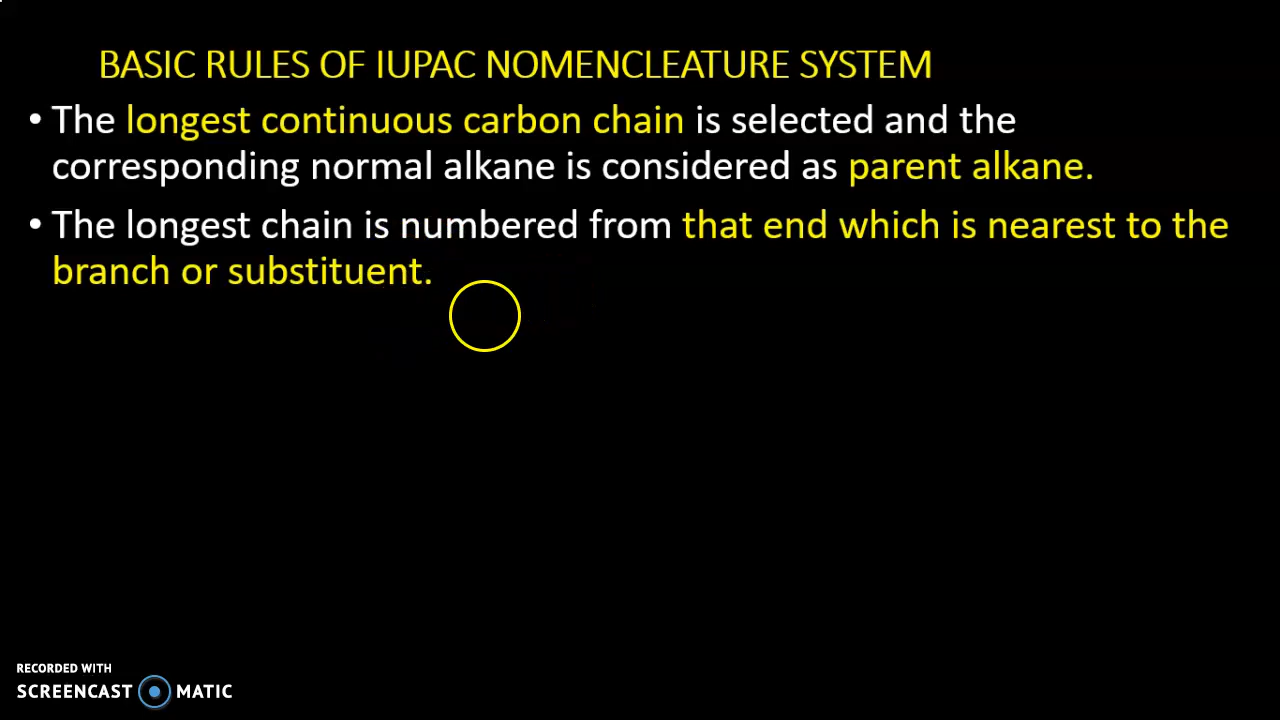 BASIC RULES OF IUPAC NOMENCLEATURE SYSTEM
• The longest continuous carbon chain is selected and the
corresponding normal alkane is considered as parent alkane.
• The longest chain is numbered from that end which is nearest to the
branch or substituent.
RECORDED WITH
SCREENCAST MATIC